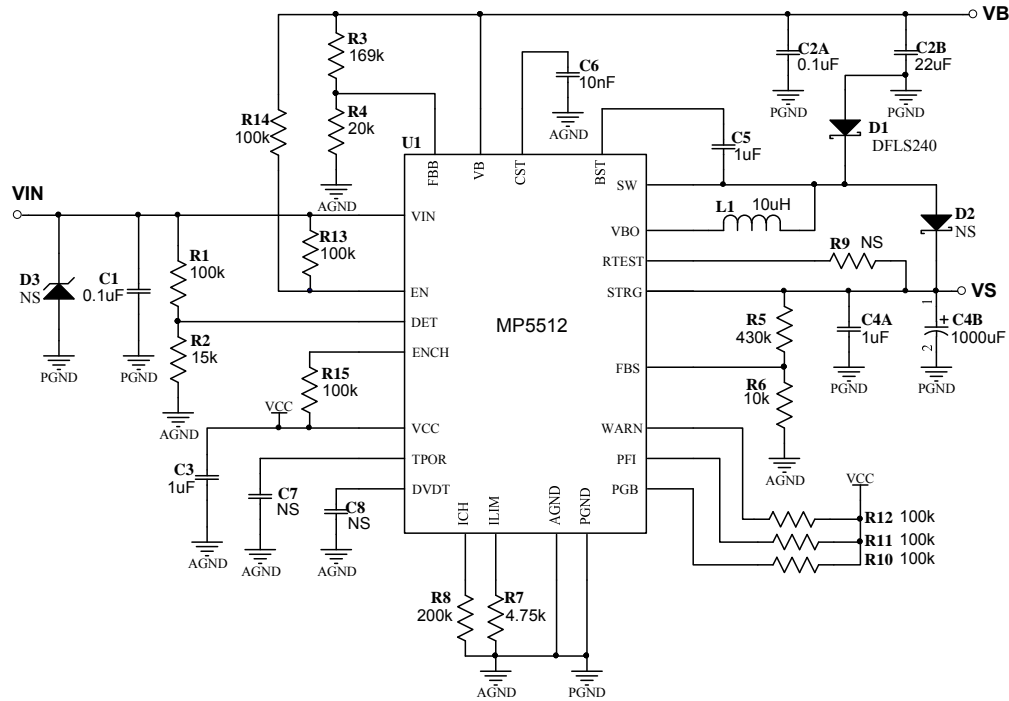 VB
R3
169k
C2A
0.1uF
C2B
22uF
C6
10nF
R14
100k
R4
20k
PGND
PGND
D1
DFLS240
AGND
C5
1uF
U1
FBB
VB
CST
BST
AGND
SW
VIN
VIN
L1
10uH
VBO
D2
NS
R13
100k
R9
NS
RTEST
R1
100k
D3
NS
C1
0.1uF
EN
STRG
VS
1
DET
MP5512
R5
430k
C4A
1uF
C4B
1000uF
+
2
R2
15k
ENCH
FBS
PGND
PGND
R15
100k
R6
10k
PGND
PGND
VCC
AGND
VCC
WARN
C3
1uF
TPOR
PFI
AGND
VCC
C7
NS
DVDT
PGB
C8
NS
ICH
ILIM
AGND
PGND
R12
100k
R11
100k
R10
100k
AGND
AGND
AGND
R8
200k
R7
4.75k
AGND
PGND